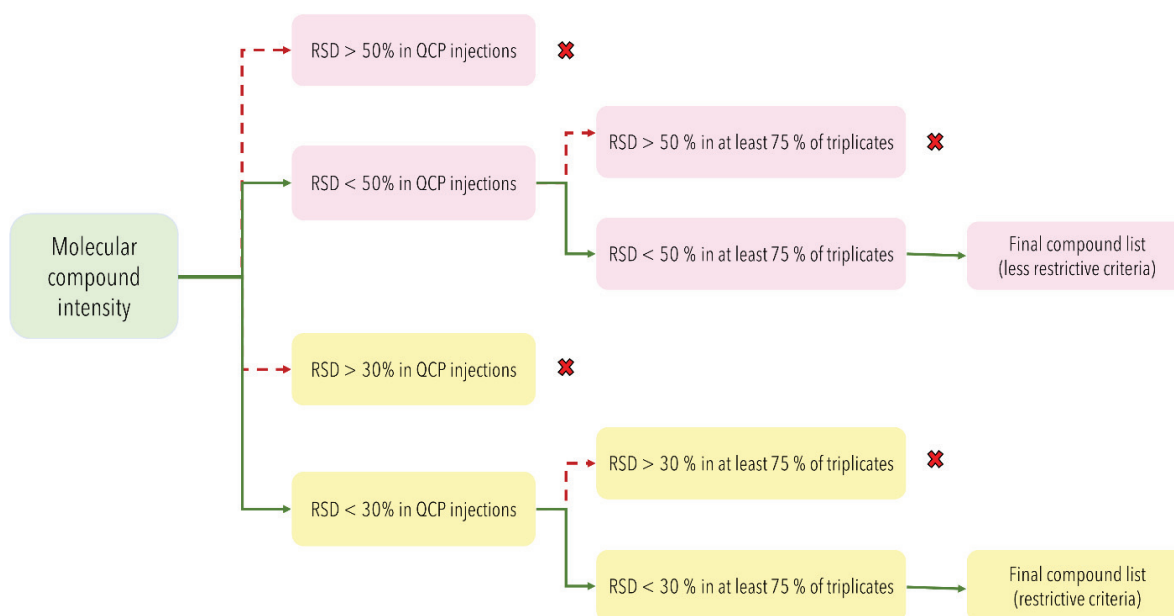 RSD > 50% in QCP injections
RSD > 50 % in at least 75 % of triplicates
RSD < 50% in QCP injections
RSD < 50 % in at least 75 % of triplicates
Final compound list
(less restrictive criteria)
Molecular
compound
intensity
RSD > 30% in QCP injections
RSD > 30 % in at least 75 % of triplicates
RSD < 30% in QCP injections
RSD < 30 % in at least 75 % of triplicates
Final compound list
(restrictive criteria)